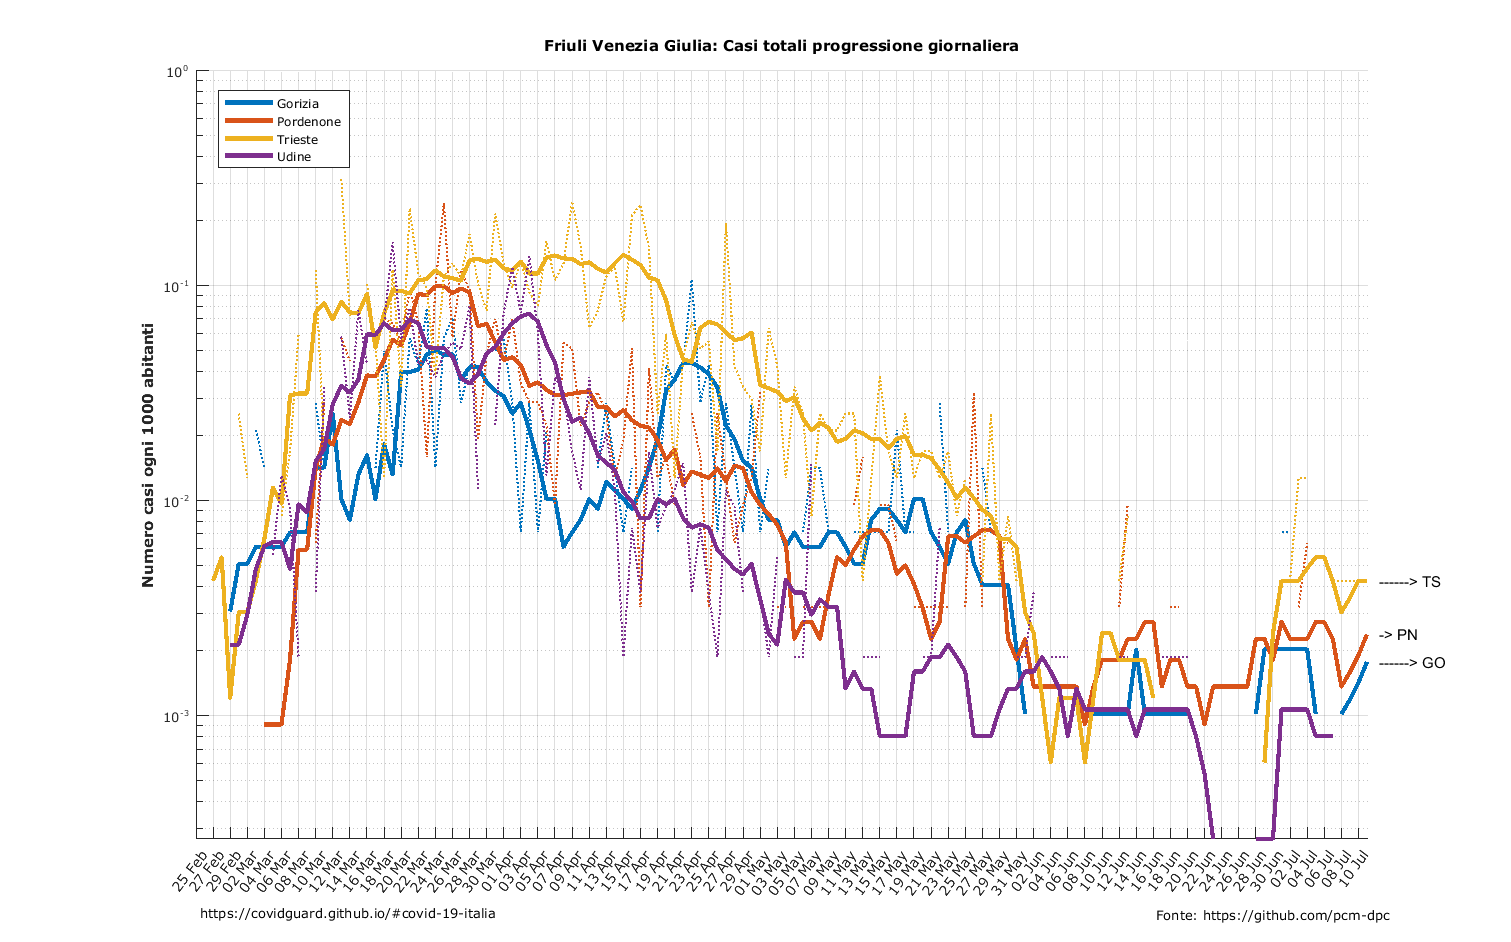 Friuli Venezia Giulia: Casi totali progressione giornaliera
Numero casi ogni 1000 abitanti
10^0
10^-1
10^-2
10^-3
Gorizia
Pordenone
Trieste
Udine
------> TS
-> PN
------> GO
25 Feb
27 Feb
29 Feb
02 Mar
04 Mar
06 Mar
08 Mar
10 Mar
12 Mar
14 Mar
16 Mar
18 Mar
20 Mar
22 Mar
24 Mar
26 Mar
28 Mar
30 Mar
01 Apr
03 Apr
05 Apr
07 Apr
09 Apr
11 Apr
13 Apr
15 Apr
17 Apr
19 Apr
21 Apr
23 Apr
25 Apr
27 Apr
29 Apr
01 May
03 May
05 May
07 May
09 May
11 May
13 May
15 May
17 May
19 May
21 May
23 May
25 May
27 May
29 May
31 May
02 Jun
04 Jun
06 Jun
08 Jun
10 Jun
12 Jun
14 Jun
16 Jun
18 Jun
20 Jun
22 Jun
24 Jun
26 Jun
28 Jun
30 Jun
02 Jul
04 Jul
06 Jul
08 Jul
10 Jul
https://covidguard.github.io/#covid-19-italia
Fonte: https://github.com/pcm-dpc